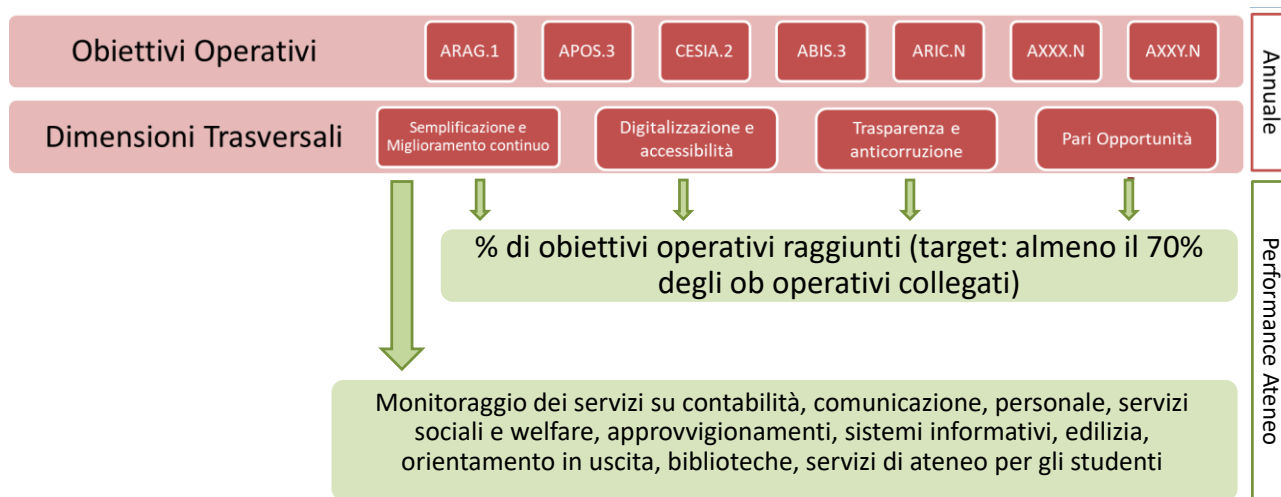 Obiettivi Operativi
ARAG.1
APOS.3
CESIA.2
ABIS.3
ARIC.N
AXXX.N
AXXY.N
Annuale
Dimensioni Trasversali
Semplificazione e
Miglioramento continuo
Digitalizzazione e
accessibilità
Trasparenza e
anticorruzione
Pari Opportunità
% di obiettivi operativi raggiunti (target: almeno il 70%
degli ob operativi collegati)
Performance Ateneo
Monitoraggio dei servizi su contabilità, comunicazione, personale, servizi
sociali e welfare, approvvigionamenti, sistemi informativi, edilizia,
orientamento in uscita, biblioteche, servizi di ateneo per gli studenti